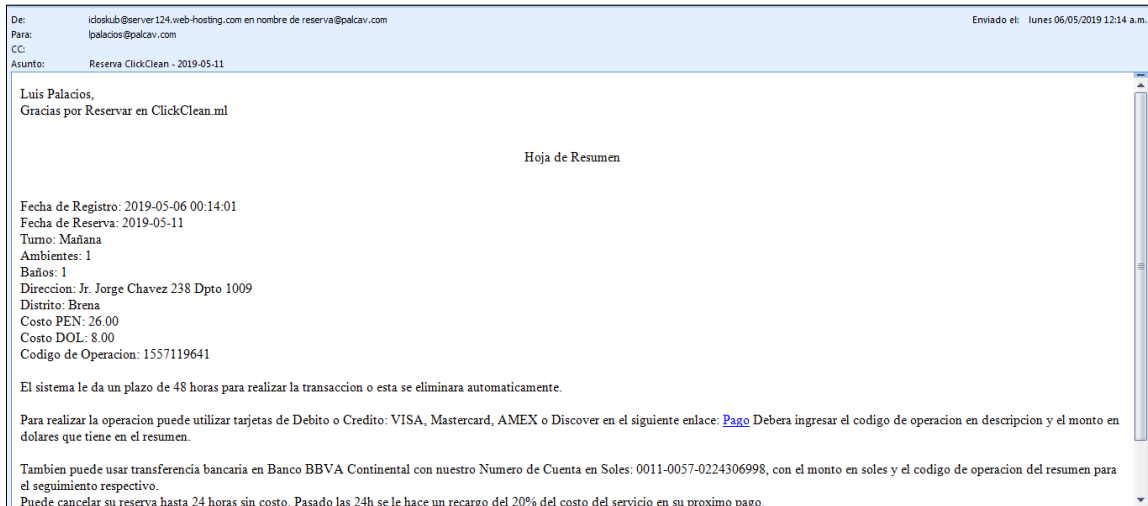 De: idoskub@server124.web-hosting.com en nombre de reserva@palcav.com Enviado el: lunes 06/05/2019 12:14 a.m.
Para: lpalacios@palcav.com
CC:
Asunto: Reserva ClickClean - 2019-05-11
Luis Palacios,
Gracias por Reservar en ClickClean.ml
Hoja de Resumen
Fecha de Registro: 2019-05-06 00:14:01
Fecha de Reserva: 2019-05-11
Turno: Mañana
Ambientes: 1
Baños: 1
Direccion: Jr. Jorge Chavez 238 Dpto 1009
Distrito: Brena
Costo PEN: 26.00
Costo DOL: 8.00
Codigo de Operacion: 1557119641
El sistema le da un plazo de 48 horas para realizar la transaccion o esta se eliminara automaticamente.
Para realizar la operacion puede utilizar tarjetas de Debito o Credito: VISA, Mastercard, AMEX o Discover en el siguiente enlace: Pago Debera ingresar el codigo de operacion en descripcion y el monto en
dolares que tiene en el resumen.
Tambien puede usar transferencia bancaria en Banco BBVA Continental con nuestro Numero de Cuenta en Soles: 0011-0057-0224306998, con el monto en soles y el codigo de operacion del resumen para
el seguimiento respectivo.
Puede cancelar su reserva hasta 24 horas sin costo. Pasado las 24h se le hace un recargo del 20% del costo del servicio en su proximo pago.